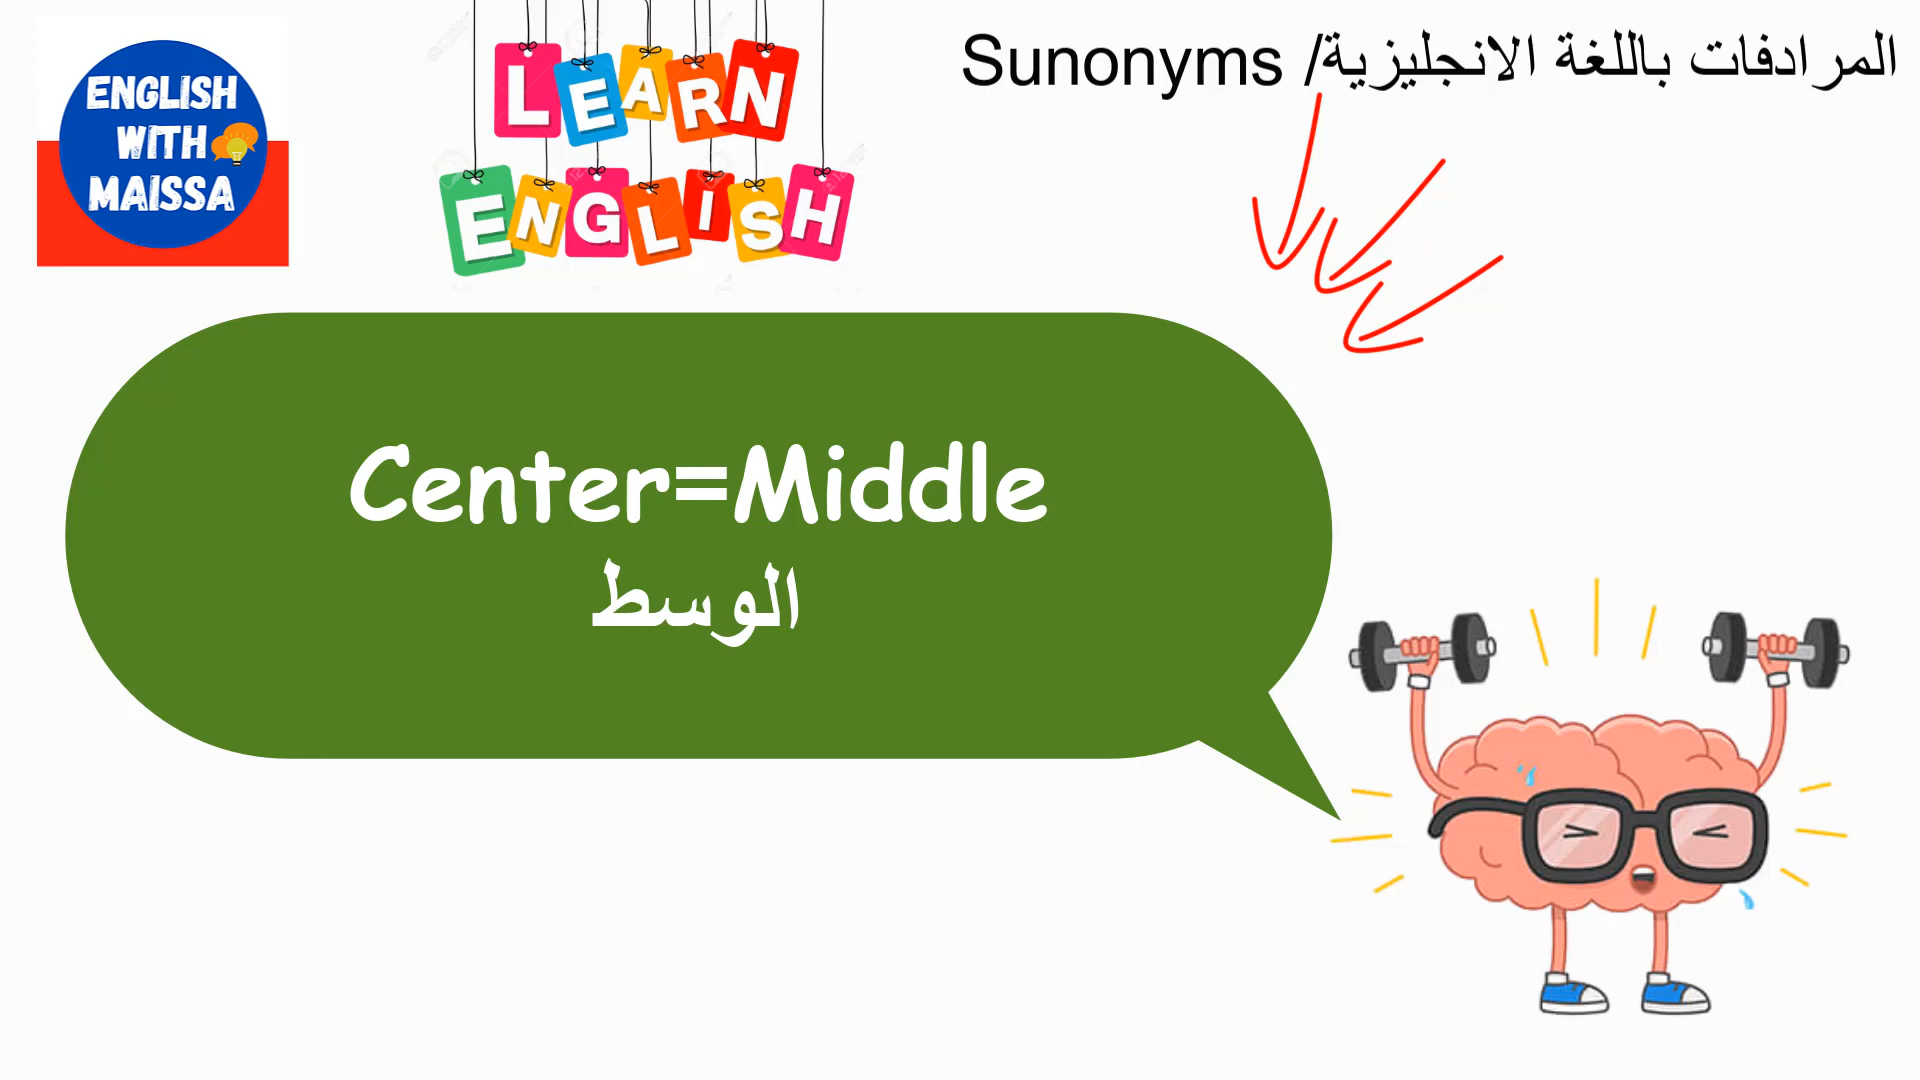 ENGLISH
WITH
MAISSA
LEARN
ENGLISH
Sunonyms /المرادفات باللغة الانجليزية
Center=Middle
الوسط